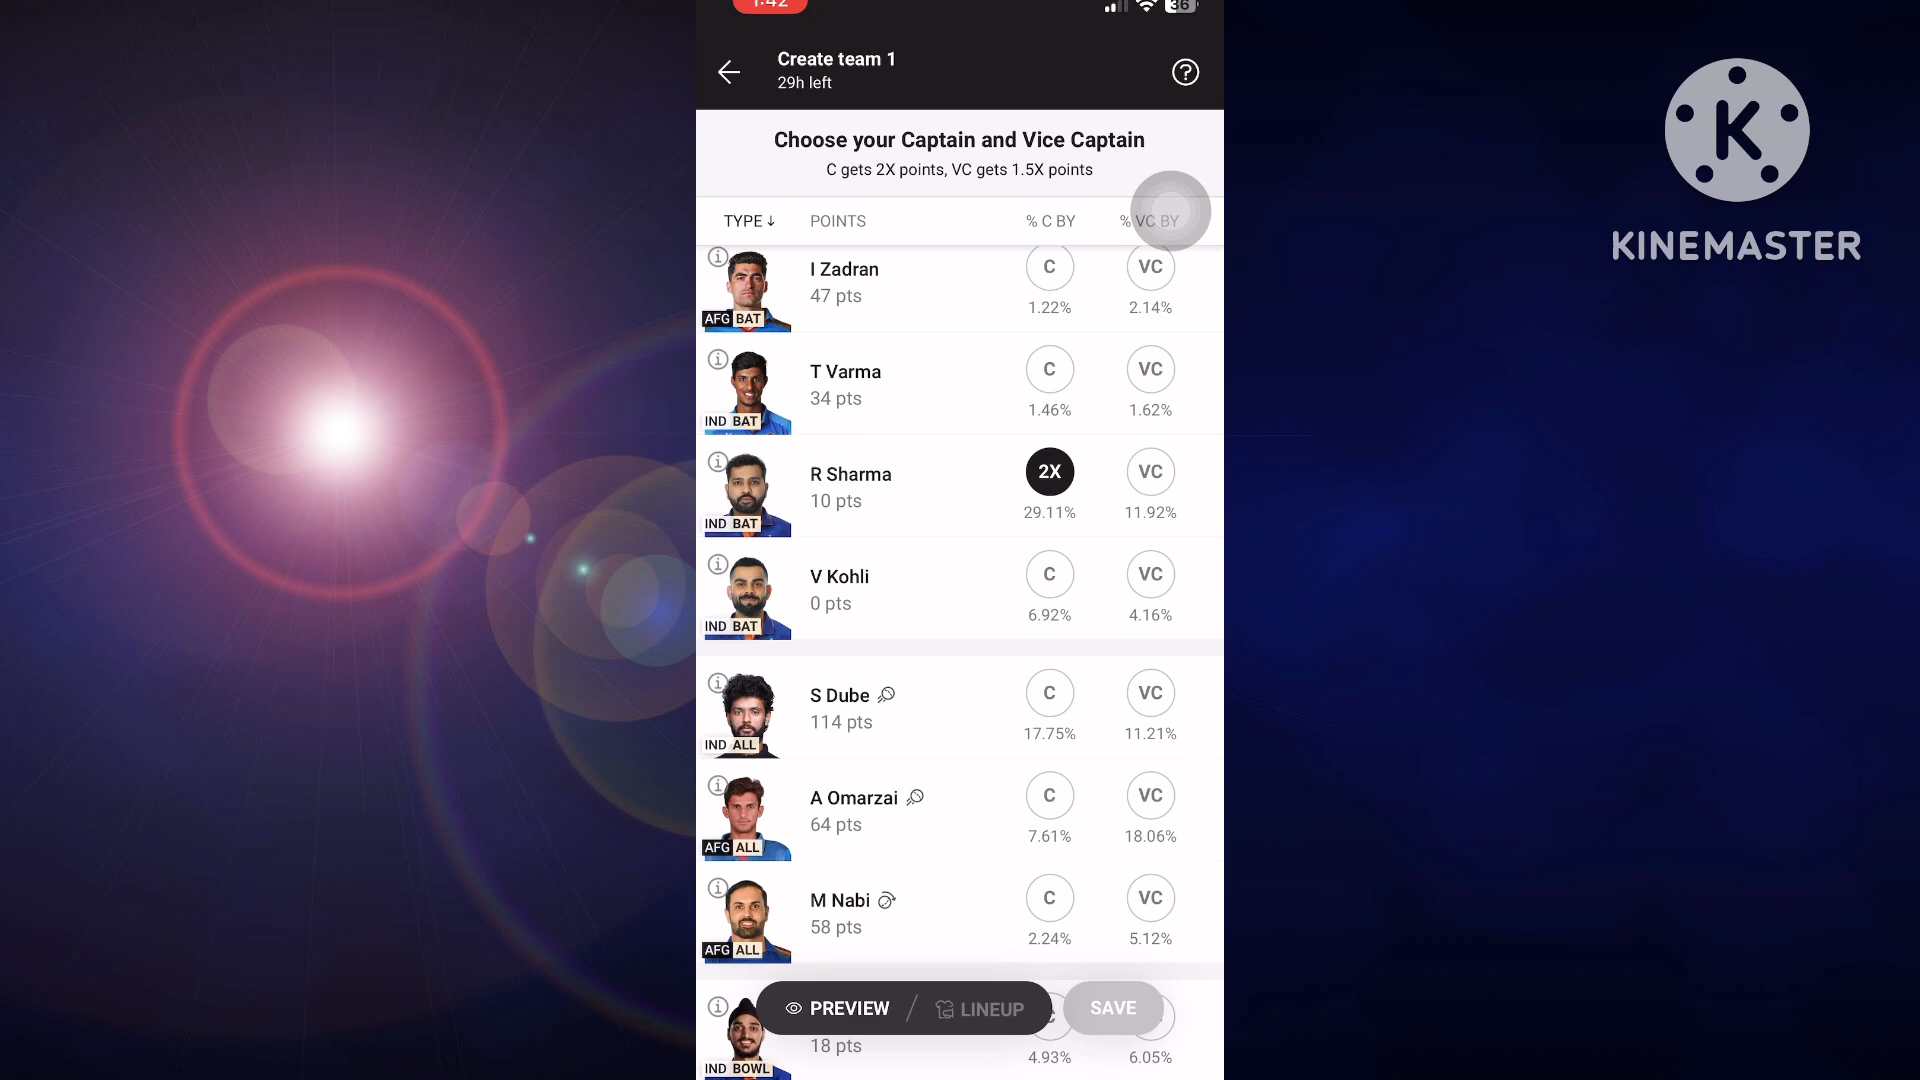 1:42
36
Create team 1
29h left
Choose your Captain and Vice Captain
C gets 2X points, VC gets 1.5X points
TYPE ↓ POINTS % C BY % VC BY
I Zadran C VC
47 pts 1.22% 2.14%
AFG BAT
T Varma C VC
34 pts 1.46% 1.62%
IND BAT
R Sharma 2X VC
10 pts 29.11% 11.92%
IND BAT
V Kohli C VC
0 pts 6.92% 4.16%
IND BAT
S Dube C VC
114 pts 17.75% 11.21%
IND ALL
A Omarzai C VC
64 pts 7.61% 18.06%
AFG ALL
M Nabi C VC
58 pts 2.24% 5.12%
AFG ALL
PREVIEW / LINEUP SAVE
18 pts 4.93% 6.05%
IND BOWL
K
KINEMASTER